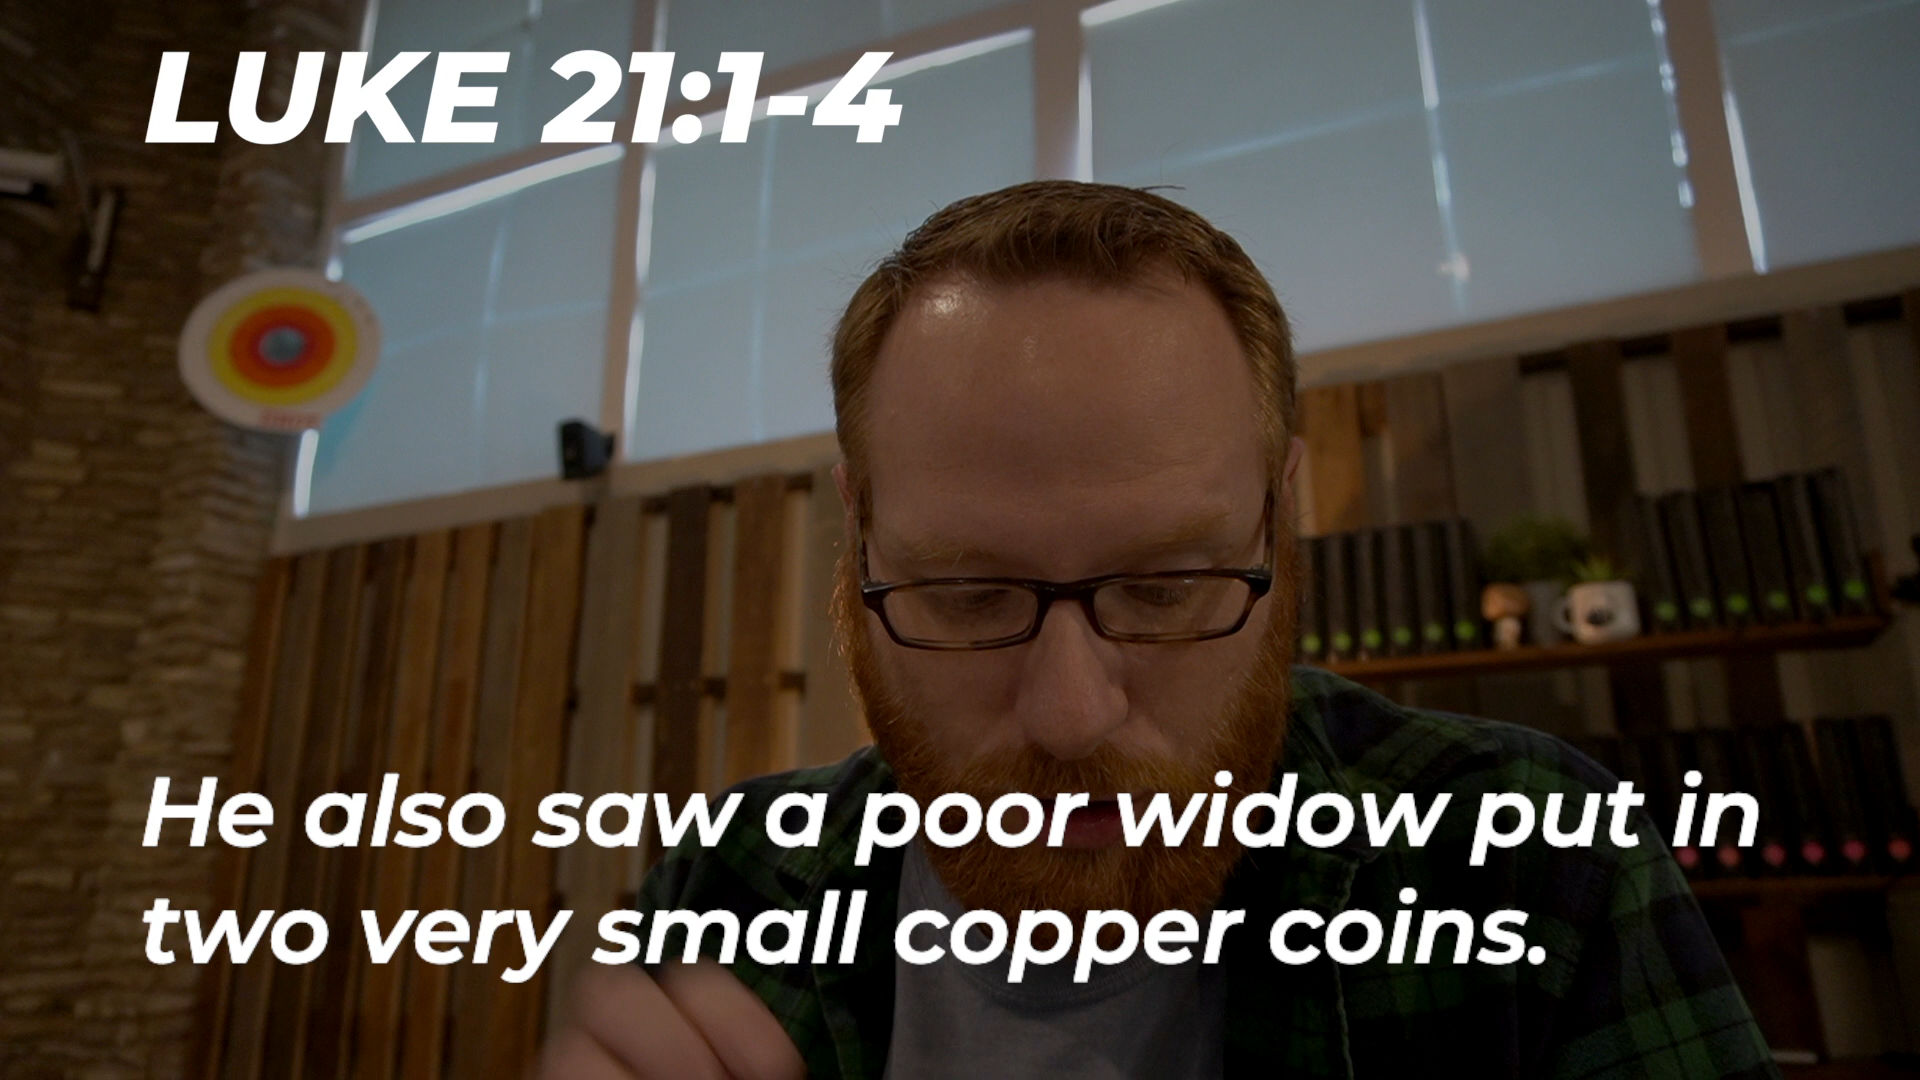 LUKE 21:1-4
He also saw a poor widow put in
two very small copper coins.